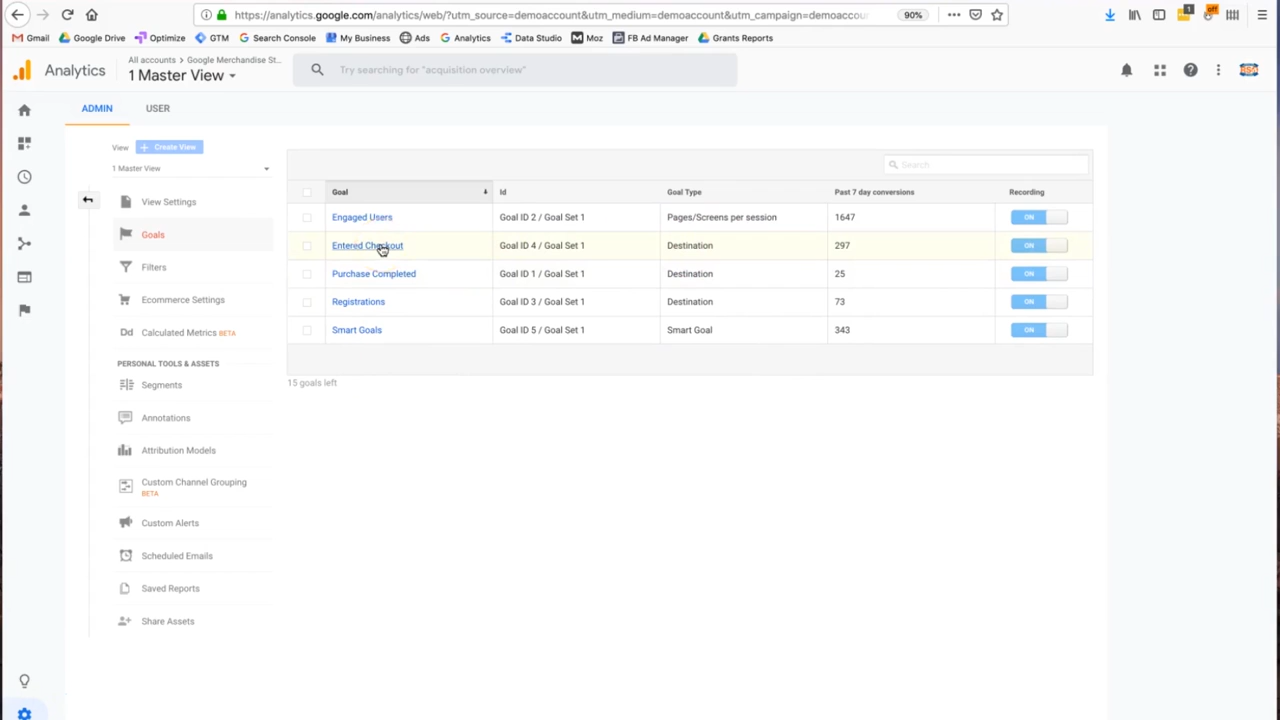 https://analytics.google.com/analytics/web/?utm_source=demoaccount&utm_medium=demoaccount&utm_campaign=demoaccou
90%
1
off
Gmail Google Drive Optimize GTM Search Console My Business Ads Analytics Data Studio Moz FB Ad Manager Grants Reports
Analytics
All accounts > Google Merchandise St...
1 Master View
Try searching for "acquisition overview"
ADMIN USER
View + Create View
1 Master View
View Settings
Goals
Filters
Ecommerce Settings
Dd Calculated Metrics BETA
PERSONAL TOOLS & ASSETS
Segments
Annotations
Attribution Models
Custom Channel Grouping
BETA
Custom Alerts
Scheduled Emails
Saved Reports
Share Assets
Search
Goal Id Goal Type Past 7 day conversions Recording
Engaged Users Goal ID 2 / Goal Set 1 Pages/Screens per session 1647 ON
Entered Checkout Goal ID 4 / Goal Set 1 Destination 297 ON
Purchase Completed Goal ID 1 / Goal Set 1 Destination 25 ON
Registrations Goal ID 3 / Goal Set 1 Destination 73 ON
Smart Goals Goal ID 5 / Goal Set 1 Smart Goal 343 ON
15 goals left